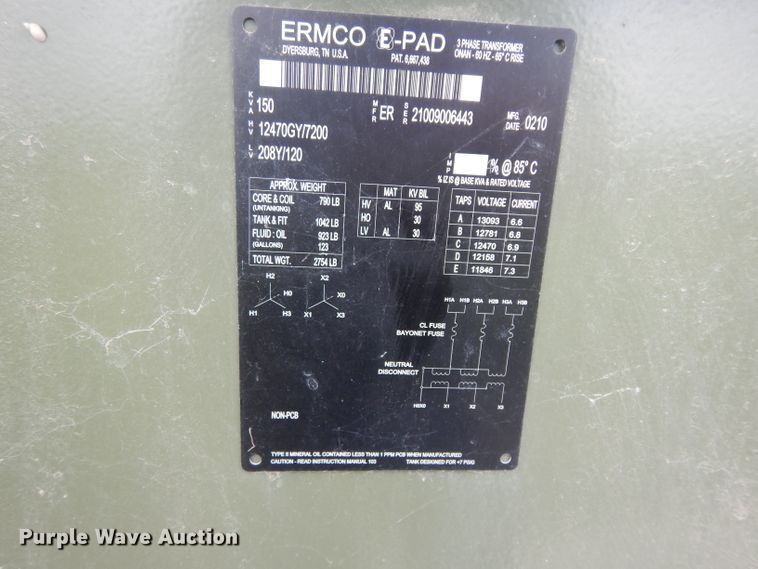 ERMCO E-PAD
DYERSBURG, TN U.S.A. PAT. 6,667,438
3 PHASE TRANSFORMER
ONAN - 60 HZ - 65° C RISE
KVA 150
MFR ER
SER 21009006443
MFG. DATE: 0210
HV 12470GY/7200
LV 208Y/120
IMP % @ 85° C
% IZ IS @ BASE KVA & RATED VOLTAGE
APPROX. WEIGHT
CORE & COIL 790 LB
(UNTANKING)
TANK & FIT 1042 LB
FLUID : OIL 923 LB
(GALLONS) 123
TOTAL WGT. 2754 LB
MAT KV BIL
HV AL 95
HO 30
LV AL 30
TAPS VOLTAGE CURRENT
A 13093 6.6
B 12781 6.8
C 12470 6.9
D 12158 7.1
E 11846 7.3
H2 X2
H0 X0
H1 H3 X1 X3
H1A H1B H2A H2B H3A H3B
CL FUSE
BAYONET FUSE
NEUTRAL
DISCONNECT
H0X0 X1 X2 X3
NON-PCB
TYPE II MINERAL OIL CONTAINED LESS THAN 1 PPM PCB WHEN MANUFACTURED
CAUTION - READ INSTRUCTION MANUAL 100 TANK DESIGNED FOR +7 PSIG
Purple Wave Auction